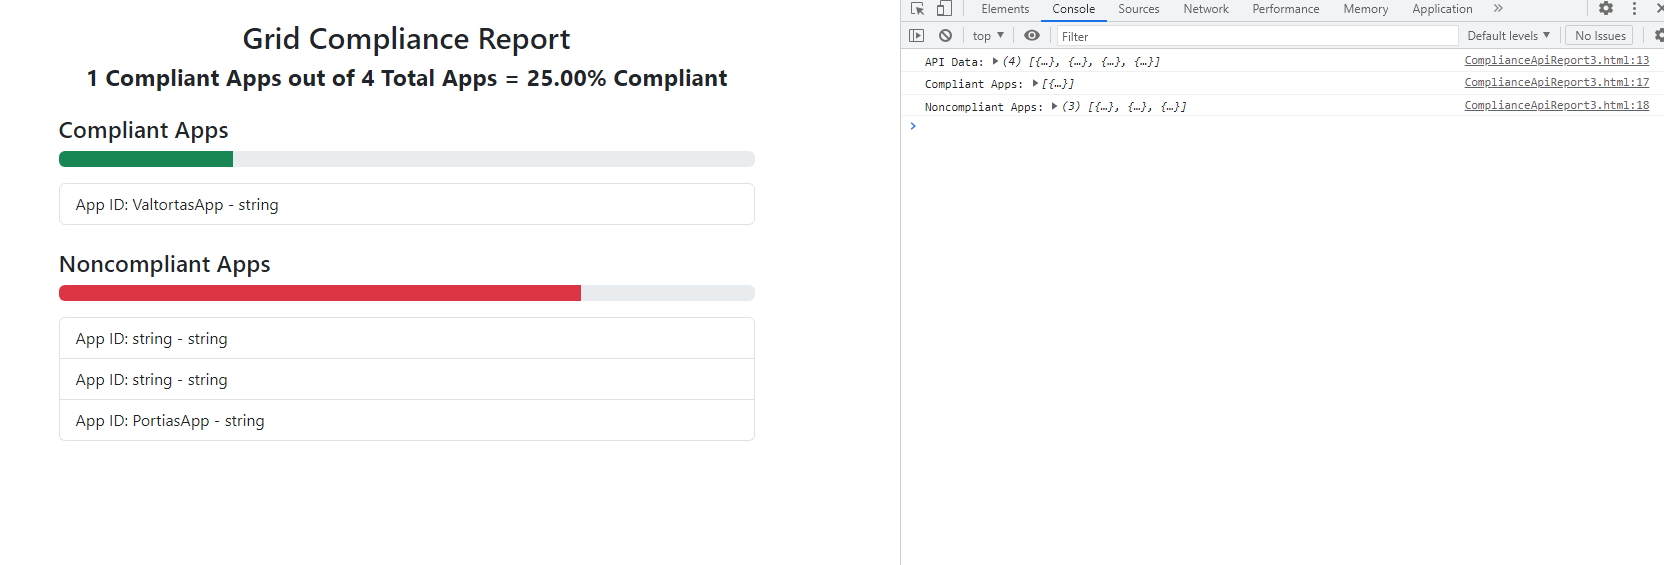 Grid Compliance Report
1 Compliant Apps out of 4 Total Apps = 25.00% Compliant
Compliant Apps
App ID: ValtortasApp - string
Noncompliant Apps
App ID: string - string
App ID: string - string
App ID: PortiasApp - string
Elements Console Sources Network Performance Memory Application »
top Filter Default levels No Issues
API Data: (4) [{…}, {…}, {…}, {…}] ComplianceApiReport3.html:13
Compliant Apps: [{…}] ComplianceApiReport3.html:17
Noncompliant Apps: (3) [{…}, {…}, {…}] ComplianceApiReport3.html:18